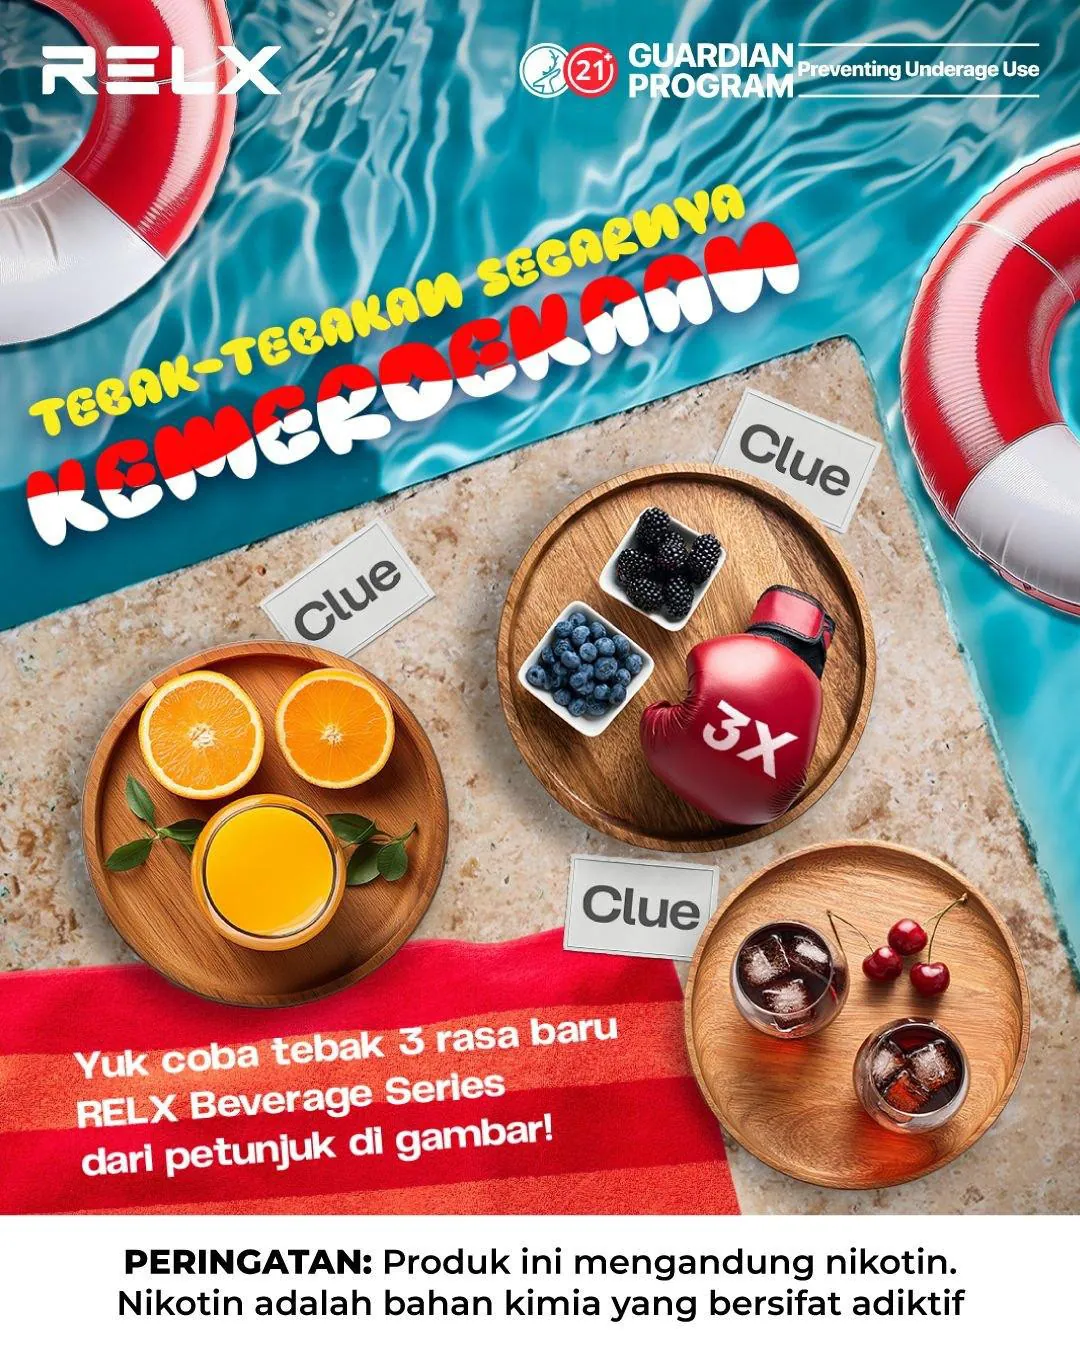 RELX
21+
GUARDIAN
PROGRAM
Preventing Underage Use
TEBAK-TEBAKAN SEGARNYA
KEMERDEKAAN
Clue
Clue
3X
Clue
Yuk coba tebak 3 rasa baru
RELX Beverage Series
dari petunjuk di gambar!
PERINGATAN: Produk ini mengandung nikotin.
Nikotin adalah bahan kimia yang bersifat adiktif